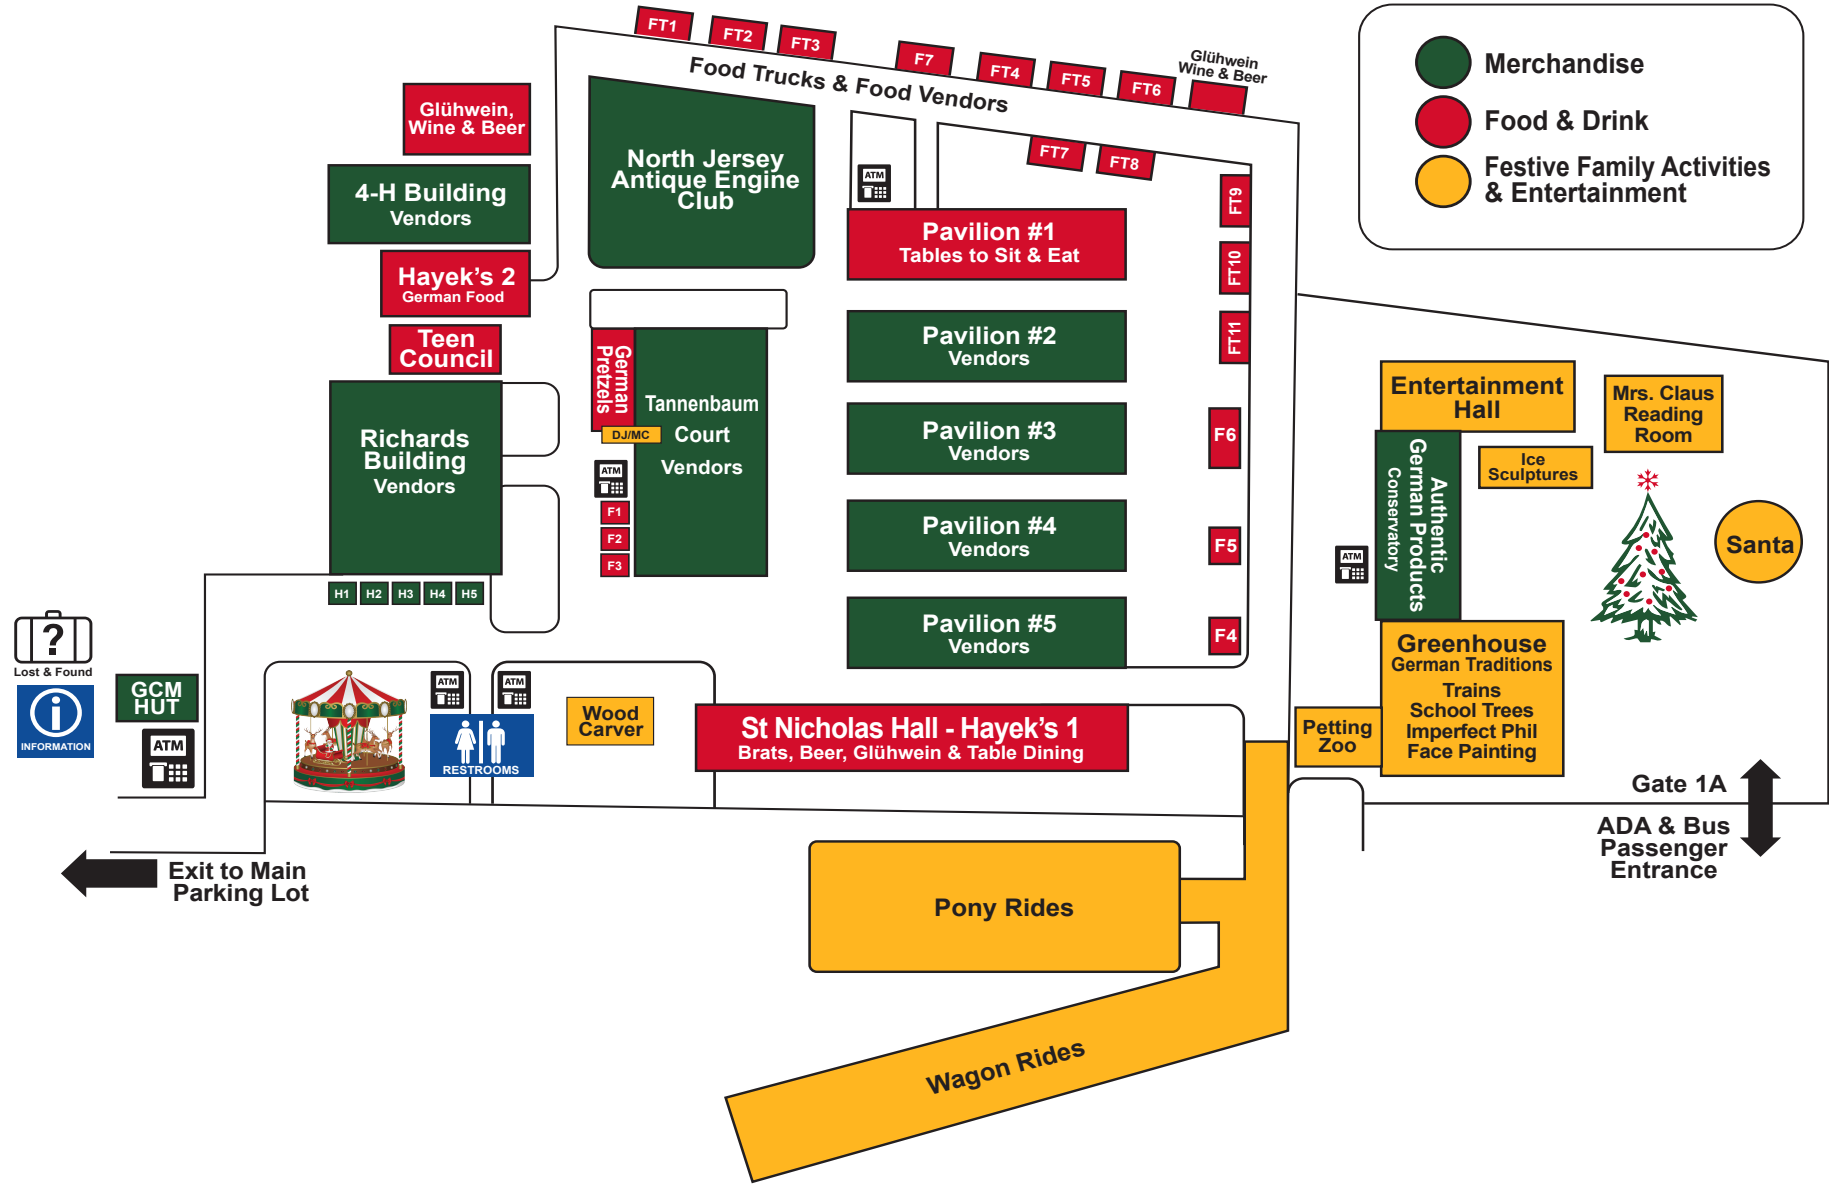 FT1
FT2
FT3
F7
FT4
FT5
FT6
Glühwein
Wine & Beer
Food Trucks & Food Vendors
FT7
FT8
FT9
FT10
FT11
Merchandise
Food & Drink
Festive Family Activities
& Entertainment
Glühwein,
Wine & Beer
4-H Building
Vendors
Hayek's 2
German Food
Teen
Council
Richards
Building
Vendors
H1
H2
H3
H4
H5
North Jersey
Antique Engine
Club
ATM
German
Pretzels
DJ/MC
Tannenbaum
Court
Vendors
ATM
F1
F2
F3
Pavilion #1
Tables to Sit & Eat
Pavilion #2
Vendors
Pavilion #3
Vendors
Pavilion #4
Vendors
Pavilion #5
Vendors
F6
F5
F4
Entertainment
Hall
Mrs. Claus
Reading
Room
Ice
Sculptures
Authentic
German Products
Conservatory
ATM
Santa
Greenhouse
German Traditions
Trains
School Trees
Imperfect Phil
Face Painting
Petting
Zoo
Gate 1A
ADA & Bus
Passenger
Entrance
?
Lost & Found
i
INFORMATION
GCM
HUT
ATM
ATM
ATM
RESTROOMS
Wood
Carver
St Nicholas Hall - Hayek's 1
Brats, Beer, Glühwein & Table Dining
Exit to Main
Parking Lot
Pony Rides
Wagon Rides